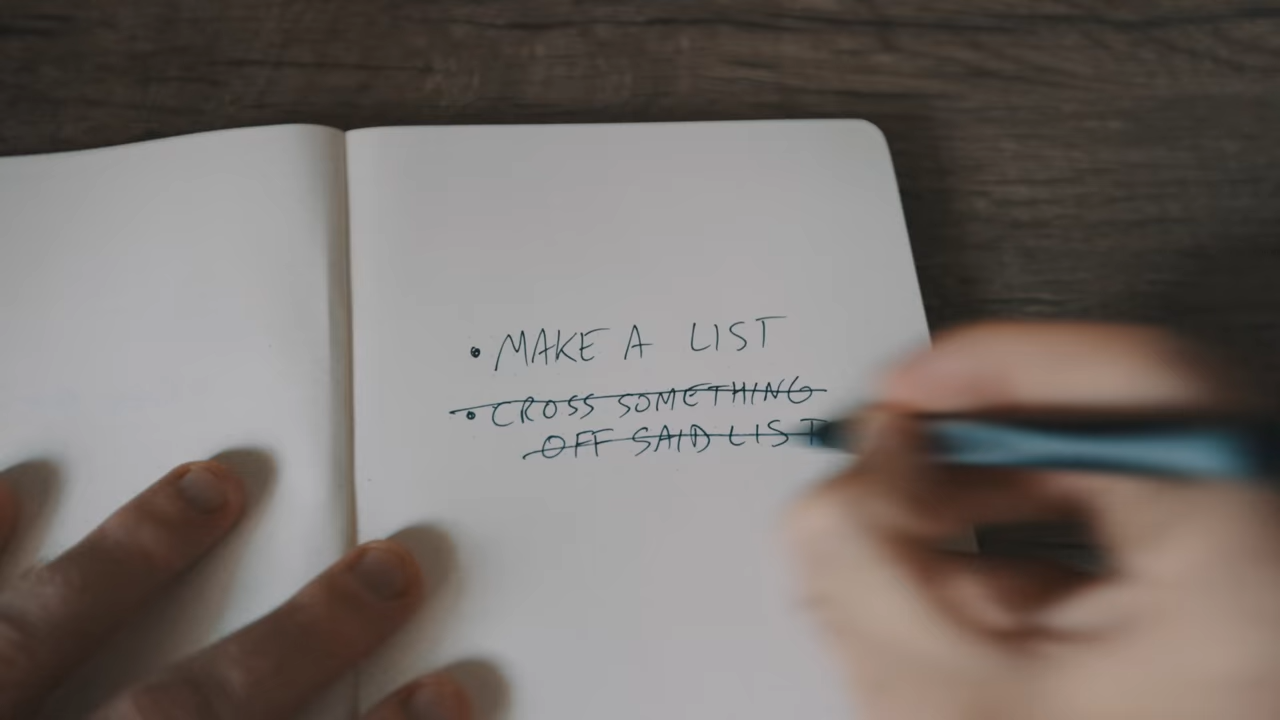 • MAKE A LIST
• CROSS SOMETHING
OFF SAID LIST